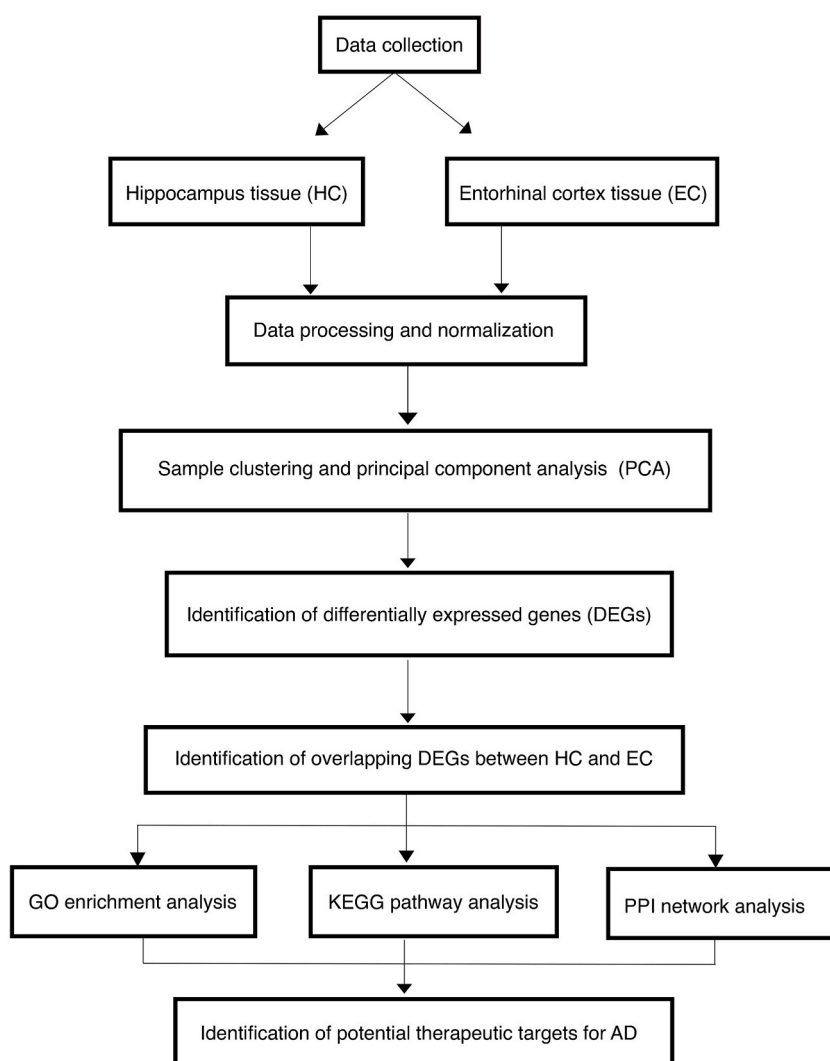 Data collection
Hippocampus tissue (HC)
Entorhinal cortex tissue (EC)
Data processing and normalization
Sample clustering and principal component analysis (PCA)
Identification of differentially expressed genes (DEGs)
Identification of overlapping DEGs between HC and EC
GO enrichment analysis
KEGG pathway analysis
PPI network analysis
Identification of potential therapeutic targets for AD